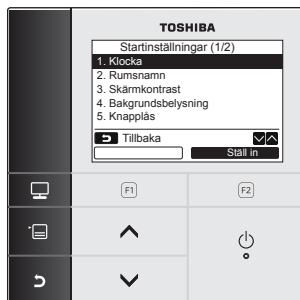 TOSHIBA
Startinställningar (1/2)
1. Klocka
2. Rumsnamn
3. Skärmkontrast
4. Bakgrundsbelysning
5. Knapplås
Tillbaka
Ställ in
F1 F2